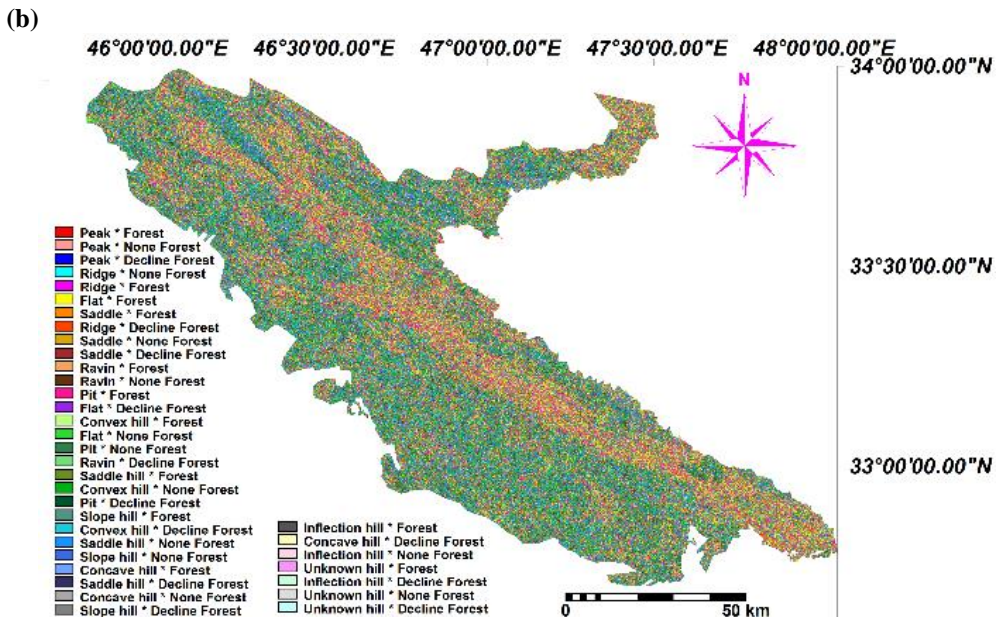 (b)
46°00'00.00"E 46°30'00.00"E 47°00'00.00"E 47°30'00.00"E 48°00'00.00"E
34°00'00.00"N
N
33°30'00.00"N
33°00'00.00"N
Peak * Forest
Peak * None Forest
Peak * Decline Forest
Ridge * None Forest
Ridge * Forest
Flat * Forest
Saddle * Forest
Ridge * Decline Forest
Saddle * None Forest
Saddle * Decline Forest
Ravin * Forest
Ravin * None Forest
Pit * Forest
Flat * Decline Forest
Convex hill * Forest
Flat * None Forest
Pit * None Forest
Ravin * Decline Forest
Saddle hill * Forest
Convex hill * None Forest
Pit * Decline Forest
Slope hill * Forest
Convex hill * Decline Forest
Saddle hill * None Forest
Slope hill * None Forest
Concave hill * Forest
Saddle hill * Decline Forest
Concave hill * None Forest
Slope hill * Decline Forest
Inflection hill * Forest
Concave hill * Decline Forest
Inflection hill * None Forest
Unknown hill * Forest
Inflection hill * Decline Forest
Unknown hill * None Forest
Unknown hill * Decline Forest
0 50 km